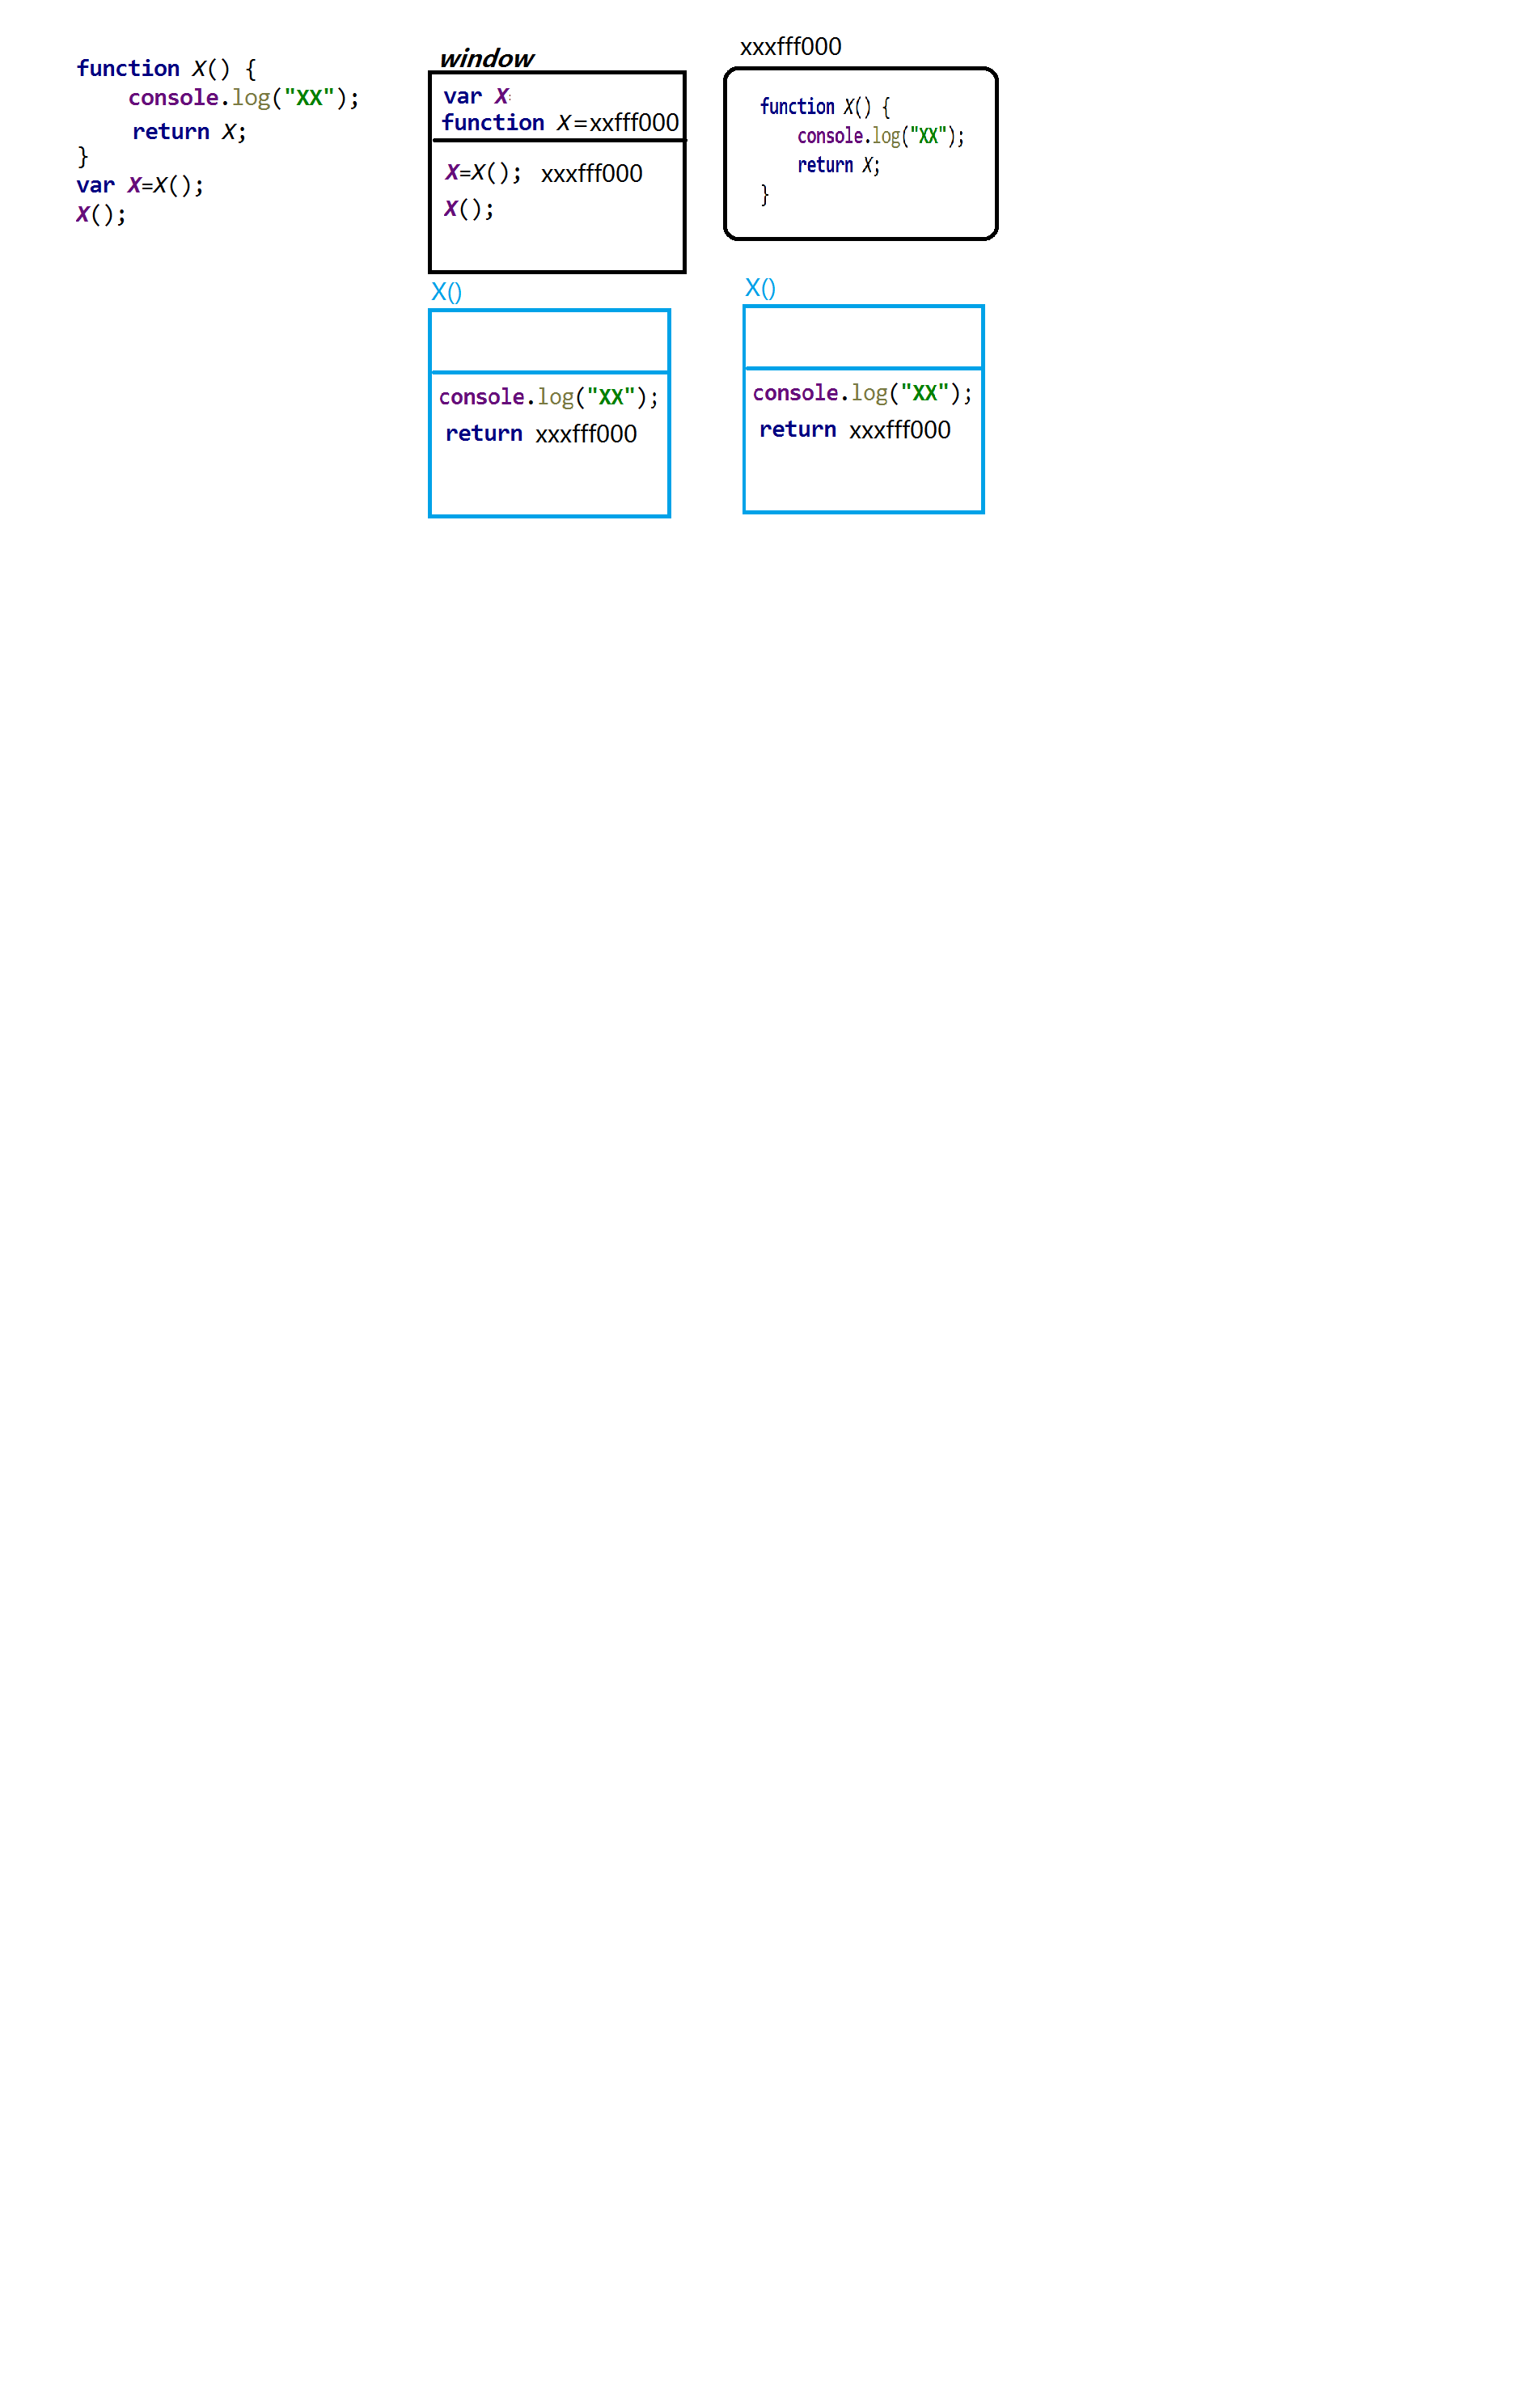 function X() {
console.log("XX");
return X;
}
var X=X();
X();
window
var X
function X=xxfff000
X=X(); xxxfff000
X();
xxxfff000
function X() {
console.log("XX");
return X;
}
X()
console.log("XX");
return xxxfff000
X()
console.log("XX");
return xxxfff000